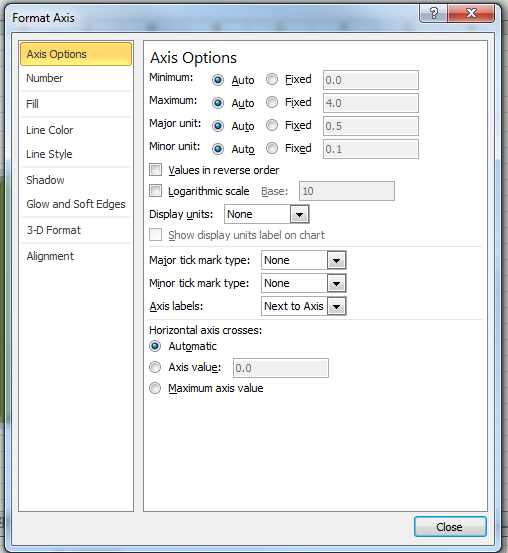 Format Axis
?
Axis Options
Number
Fill
Line Color
Line Style
Shadow
Glow and Soft Edges
3-D Format
Alignment
Axis Options
Minimum: Auto Fixed 0.0
Maximum: Auto Fixed 4.0
Major unit: Auto Fixed 0.5
Minor unit: Auto Fixed 0.1
Values in reverse order
Logarithmic scale Base: 10
Display units: None
Show display units label on chart
Major tick mark type: None
Minor tick mark type: None
Axis labels: Next to Axis
Horizontal axis crosses:
Automatic
Axis value: 0.0
Maximum axis value
Close